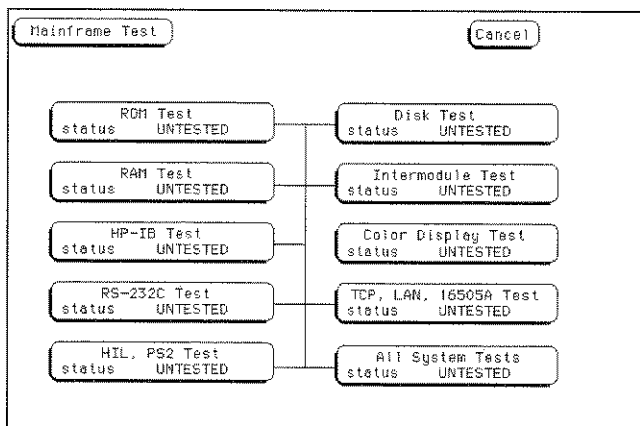 Mainframe Test
Cancel
ROM Test
status UNTESTED
Disk Test
status UNTESTED
RAM Test
status UNTESTED
Intermodule Test
status UNTESTED
HP-IB Test
status UNTESTED
Color Display Test
status UNTESTED
RS-232C Test
status UNTESTED
TCP, LAN, 16505A Test
status UNTESTED
HIL, PS2 Test
status UNTESTED
All System Tests
status UNTESTED